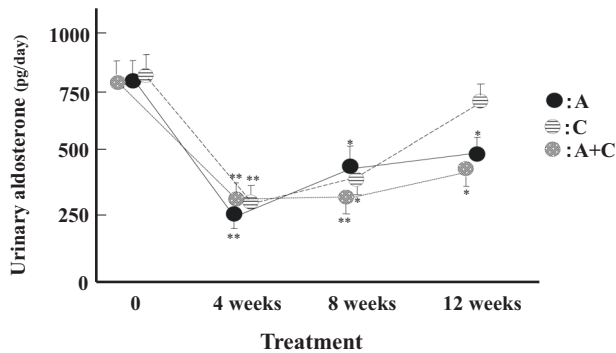 Urinary aldosterone (pg/day)
1000
750
500
250
0
**
**
**
*
*
**
*
*
0
4 weeks
8 weeks
12 weeks
Treatment
: A
: C
: A+C